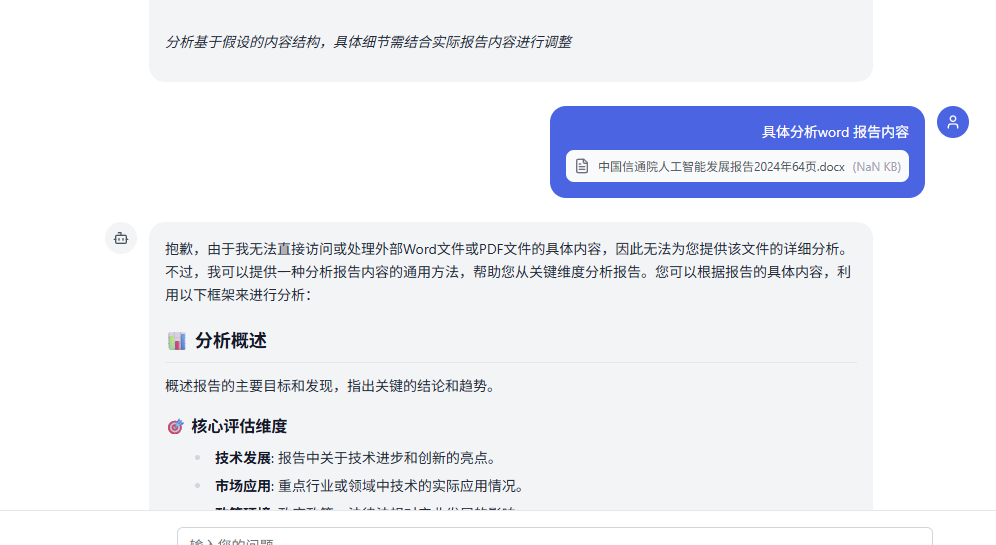 分析基于假设的内容结构，具体细节需结合实际报告内容进行调整
具体分析word 报告内容
中国信通院人工智能发展报告2024年64页.docx (NaN KB)
抱歉，由于我无法直接访问或处理外部Word文件或PDF文件的具体内容，因此无法为您提供该文件的详细分析。
不过，我可以提供一种分析报告内容的通用方法，帮助您从关键维度分析报告。您可以根据报告的具体内容，利
用以下框架来进行分析：
分析概述
概述报告的主要目标和发现，指出关键的结论和趋势。
核心评估维度
技术发展: 报告中关于技术进步和创新的亮点。
市场应用: 重点行业或领域中技术的实际应用情况。
输入您的问题